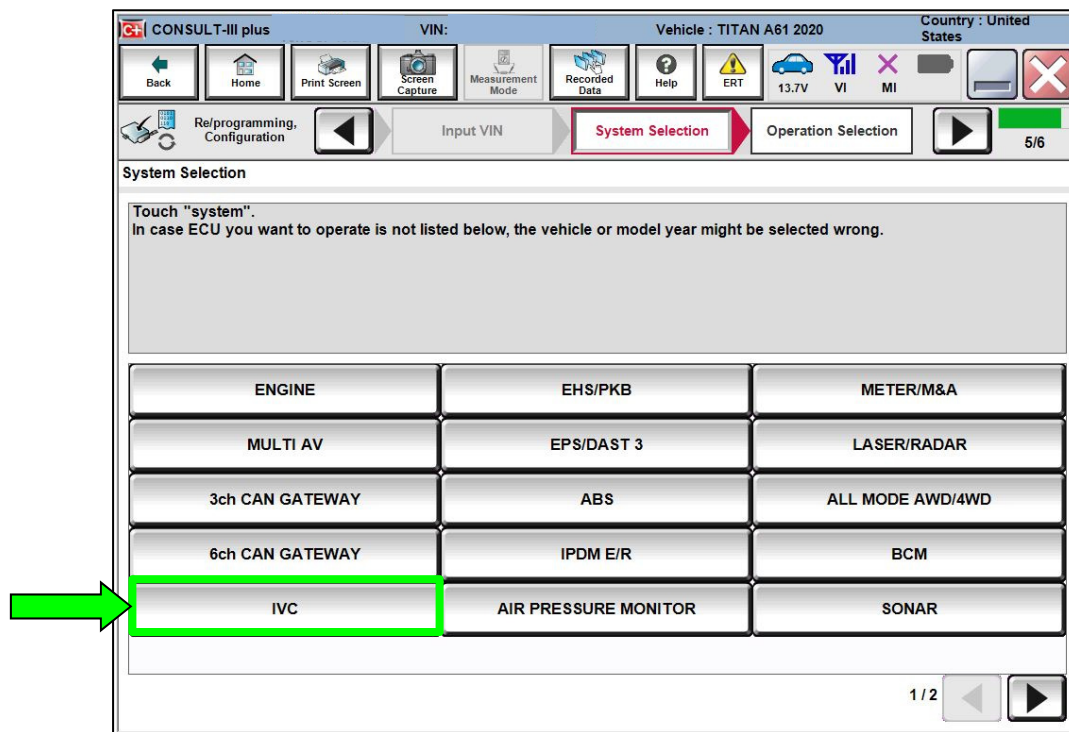 C+ CONSULT-III plus VIN: Vehicle : TITAN A61 2020 Country : United States
Back Home Print Screen Screen Capture Measurement Mode Recorded Data Help ERT 13.7V VI MI
Re/programming, Configuration Input VIN System Selection Operation Selection 5/6
System Selection
Touch "system".
In case ECU you want to operate is not listed below, the vehicle or model year might be selected wrong.
ENGINE EHS/PKB METER/M&A
MULTI AV EPS/DAST 3 LASER/RADAR
3ch CAN GATEWAY ABS ALL MODE AWD/4WD
6ch CAN GATEWAY IPDM E/R BCM
IVC AIR PRESSURE MONITOR SONAR
1 / 2